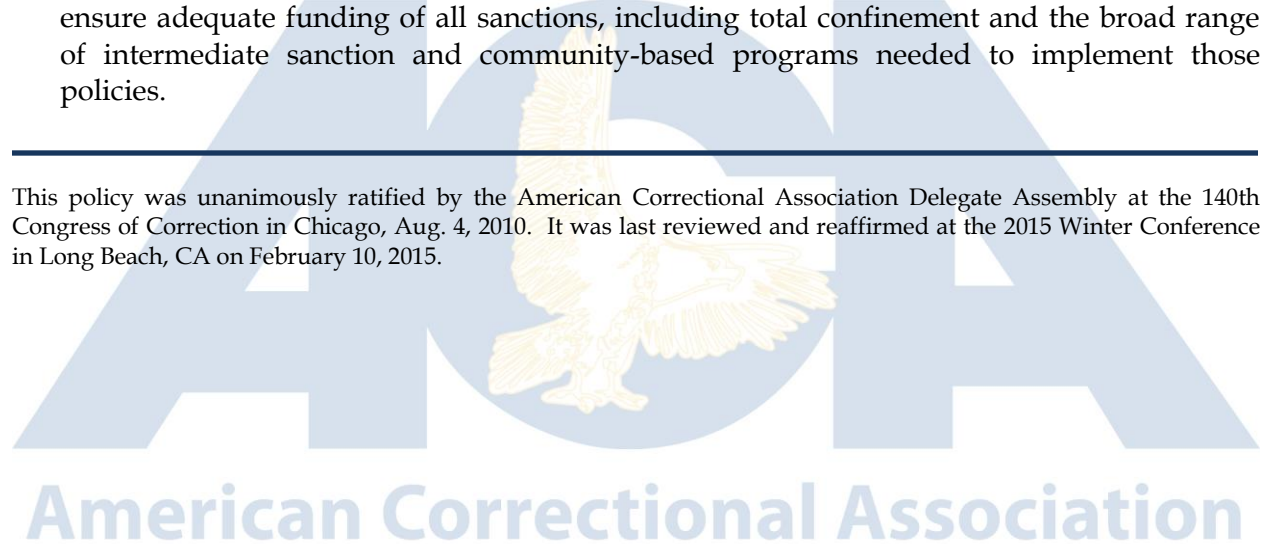 ensure adequate funding of all sanctions, including total confinement and the broad range
of intermediate sanction and community-based programs needed to implement those
policies.
This policy was unanimously ratified by the American Correctional Association Delegate Assembly at the 140th
Congress of Correction in Chicago, Aug. 4, 2010. It was last reviewed and reaffirmed at the 2015 Winter Conference
in Long Beach, CA on February 10, 2015.
ACA
American Correctional Association